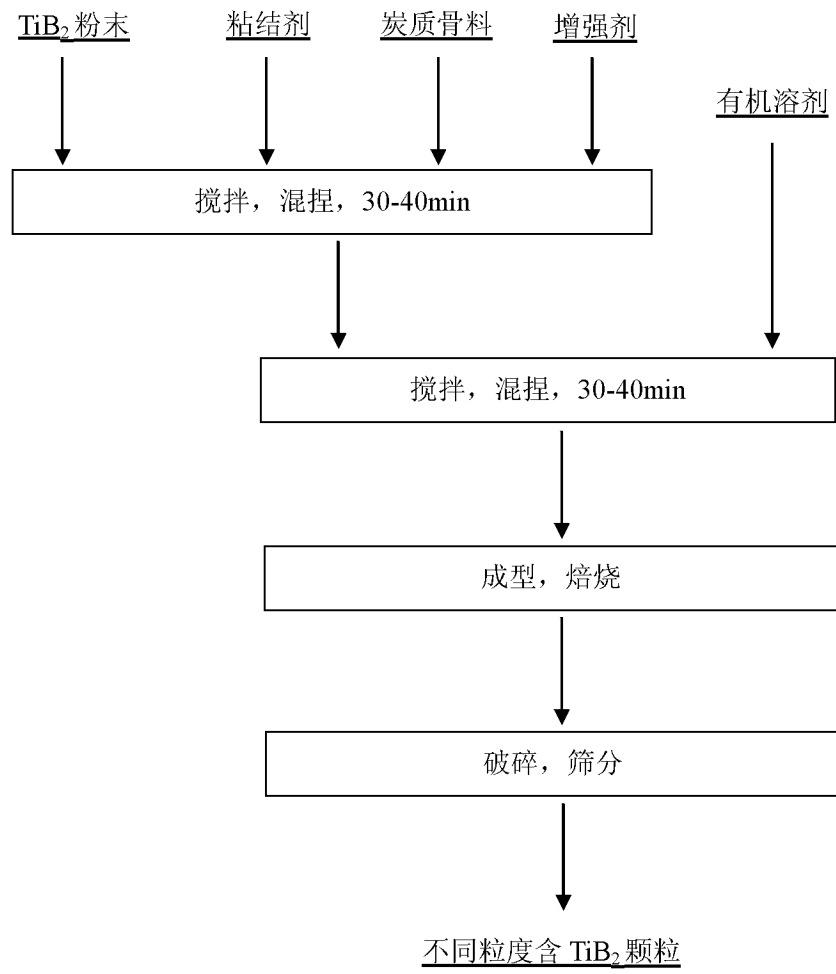 TiB₂粉末 粘结剂 炭质骨料 增强剂
有机溶剂
搅拌，混捏，30-40min
搅拌，混捏，30-40min
成型，焙烧
破碎，筛分
不同粒度含 TiB₂颗粒